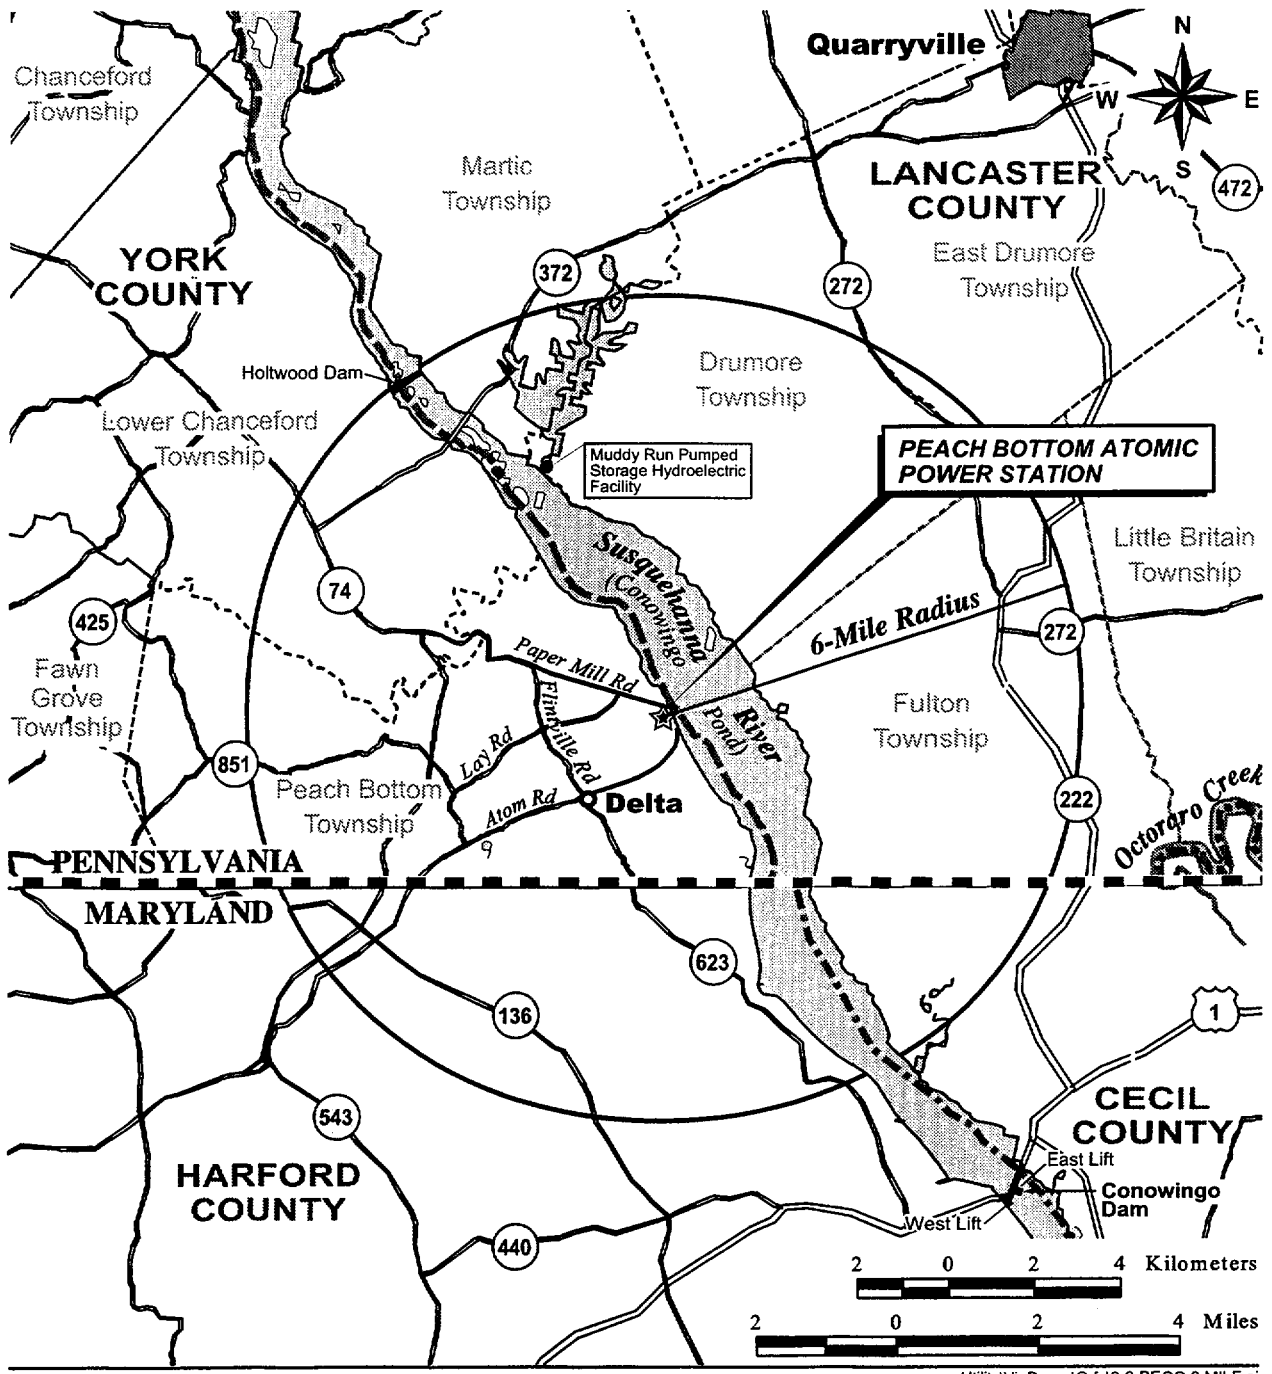 N
Quarryville
W
E
S
Chanceford
Township
Martic
Township
LANCASTER
COUNTY
472
YORK
COUNTY
372
272
East Drumore
Township
Holtwood Dam
Drumore
Township
Lower Chanceford
Township
Muddy Run Pumped
Storage Hydroelectric
Facility
PEACH BOTTOM ATOMIC
POWER STATION
Little Britain
Township
74
Susquehanna
(Conowingo
River
Pond)
6-Mile Radius
425
272
Fawn
Grove
Township
Paper Mill Rd
Flintville Rd
Lay Rd
Fulton
Township
851
Peach Bottom
Township
Atom Rd
Delta
222
Octoraro Creek
PENNSYLVANIA
MARYLAND
623
136
1
543
CECIL
COUNTY
HARFORD
COUNTY
East Lift
Conowingo
Dam
West Lift
440
2 0 2 4 Kilometers
2 0 2 4 Miles